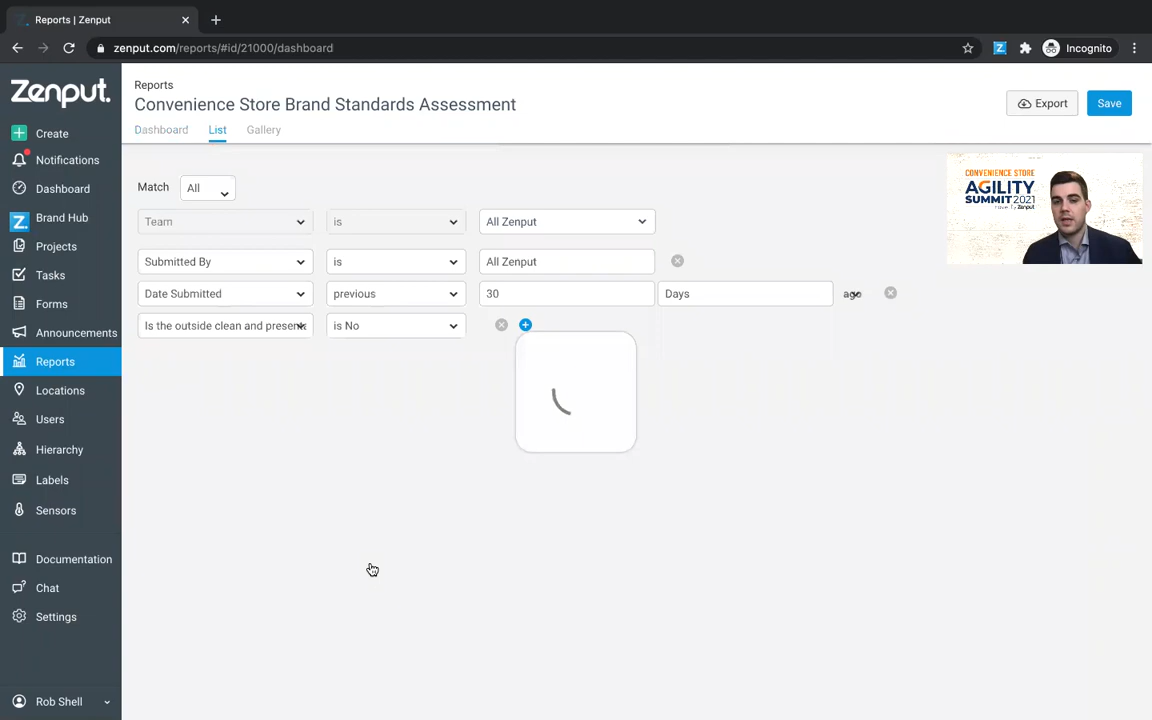 Reports | Zenput
zenput.com/reports/#id/21000/dashboard
Incognito
Zenput.
Create
Notifications
Dashboard
Brand Hub
Projects
Tasks
Forms
Announcements
Reports
Locations
Users
Hierarchy
Labels
Sensors
Documentation
Chat
Settings
Rob Shell
Reports
Convenience Store Brand Standards Assessment
Export
Save
Dashboard List Gallery
Match All
Team is All Zenput
Submitted By is All Zenput
Date Submitted previous 30 Days ago
Is the outside clean and present is No
CONVENIENCE STORE
AGILITY
SUMMIT 2021
Zenput